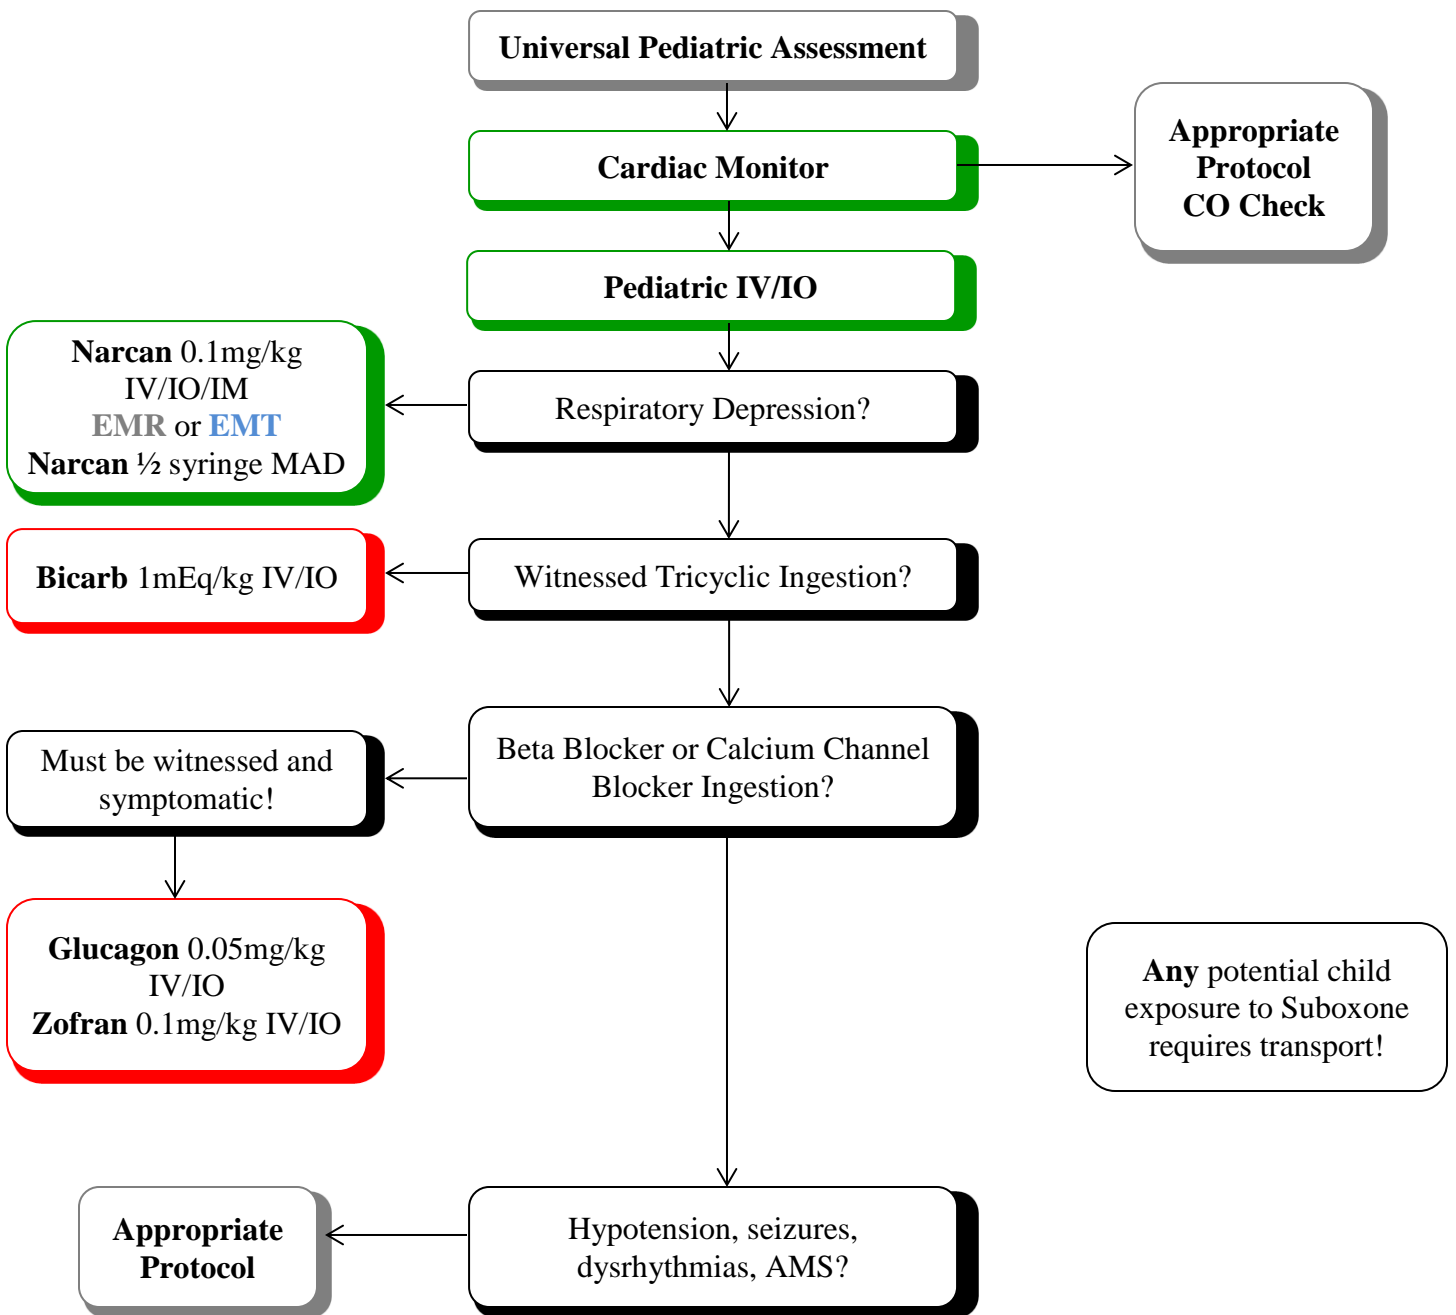 Universal Pediatric Assessment
Cardiac Monitor
Appropriate
Protocol
CO Check
Pediatric IV/IO
Narcan 0.1mg/kg
IV/IO/IM
EMR or EMT
Narcan ½ syringe MAD
Respiratory Depression?
Bicarb 1mEq/kg IV/IO
Witnessed Tricyclic Ingestion?
Must be witnessed and
symptomatic!
Beta Blocker or Calcium Channel
Blocker Ingestion?
Glucagon 0.05mg/kg
IV/IO
Zofran 0.1mg/kg IV/IO
Any potential child
exposure to Suboxone
requires transport!
Appropriate
Protocol
Hypotension, seizures,
dysrhythmias, AMS?